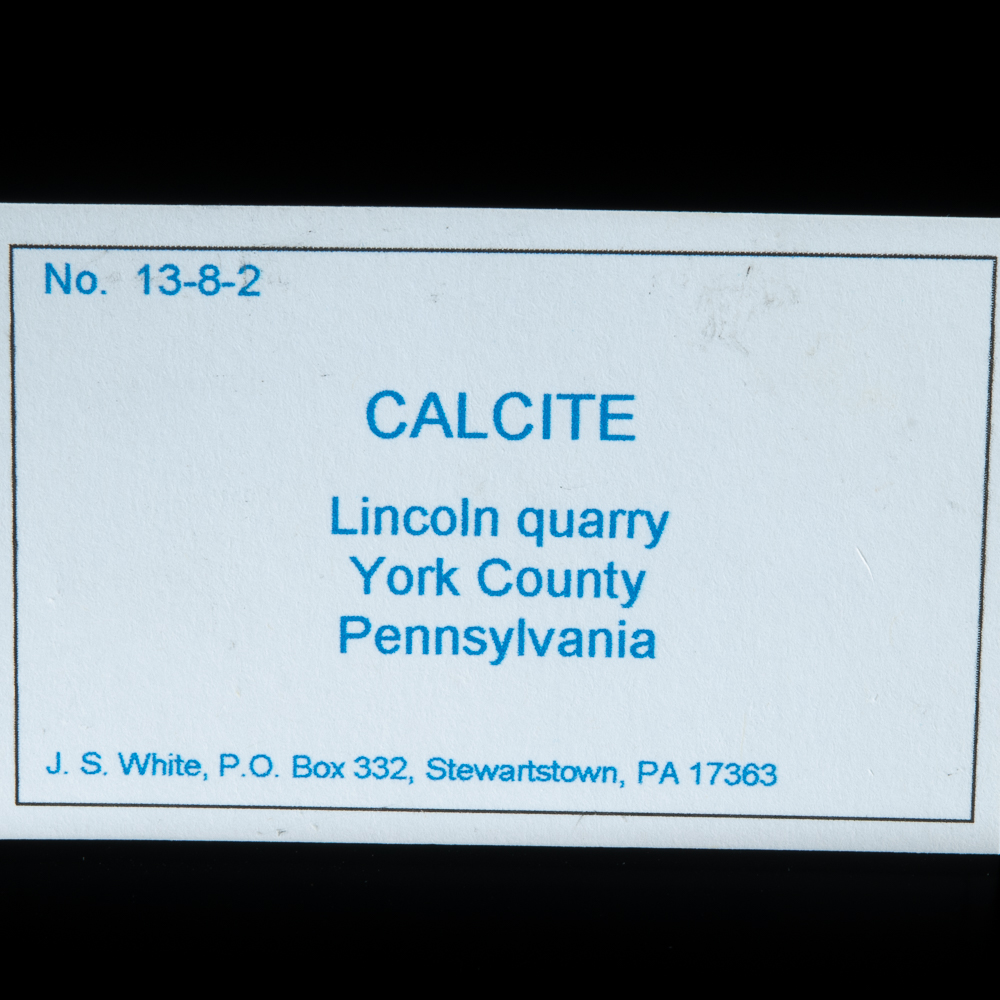 No. 13-8-2
CALCITE
Lincoln quarry
York County
Pennsylvania
J. S. White, P.O. Box 332, Stewartstown, PA 17363